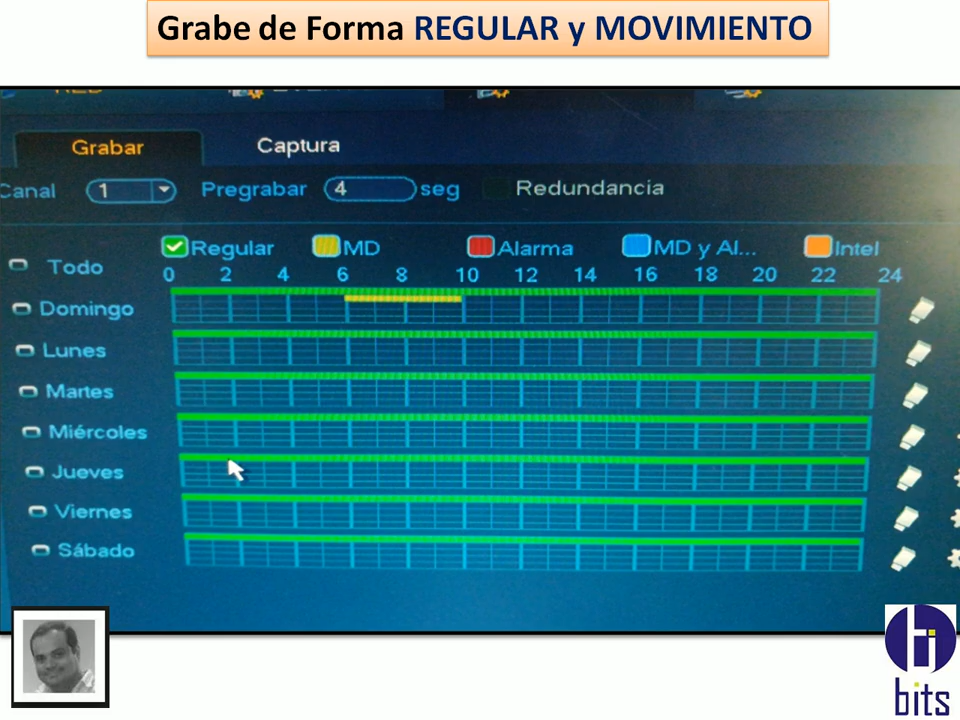 Grabe de Forma REGULAR y MOVIMIENTO
RED
Grabar Captura
Canal 1 Pregrabar 4 seg Redundancia
Regular MD Alarma MD y Al... Intel
Todo 0 2 4 6 8 10 12 14 16 18 20 22 24
Domingo
Lunes
Martes
Miércoles
Jueves
Viernes
Sábado
bits